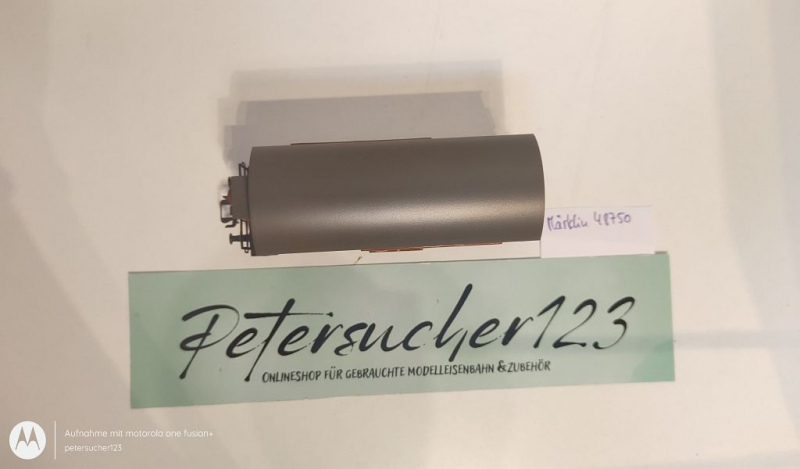 Märklin 48750
Petersucher123
ONLINESHOP FÜR GEBRAUCHTE MODELLEISENBAHN & ZUBEHÖR
Aufnahme mit motorola one fusion+
petersucher123